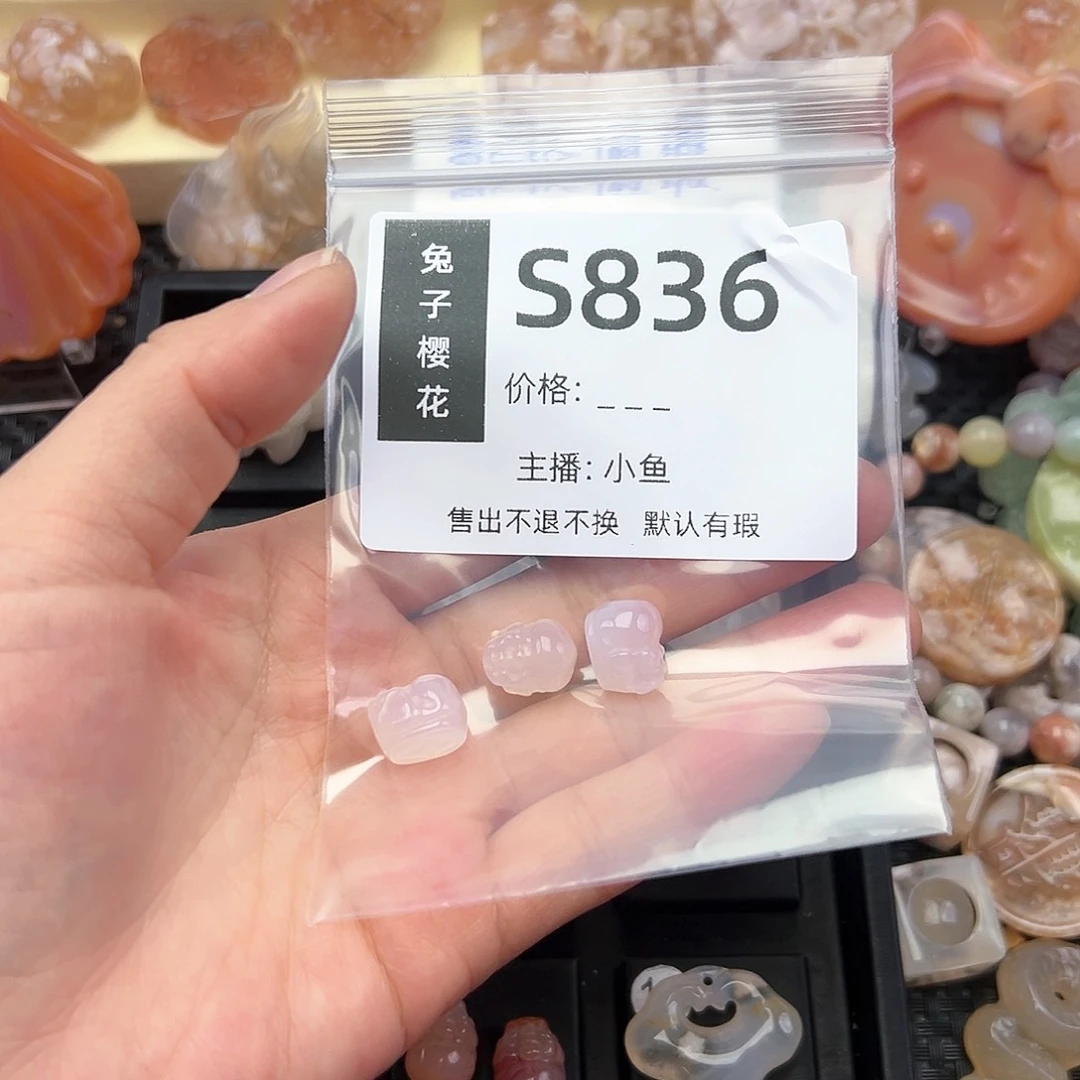 兔子樱花
S836
价格: _ _ _
主播: 小鱼
售出不退不换 默认有瑕